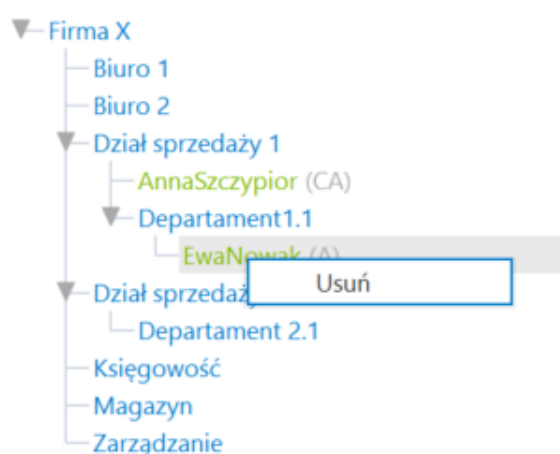 Firma X
Biuro 1
Biuro 2
Dział sprzedaży 1
AnnaSzczypior (CA)
Departament1.1
EwaNowak (A)
Usuń
Dział sprzedaż
Departament 2.1
Księgowość
Magazyn
Zarządzanie